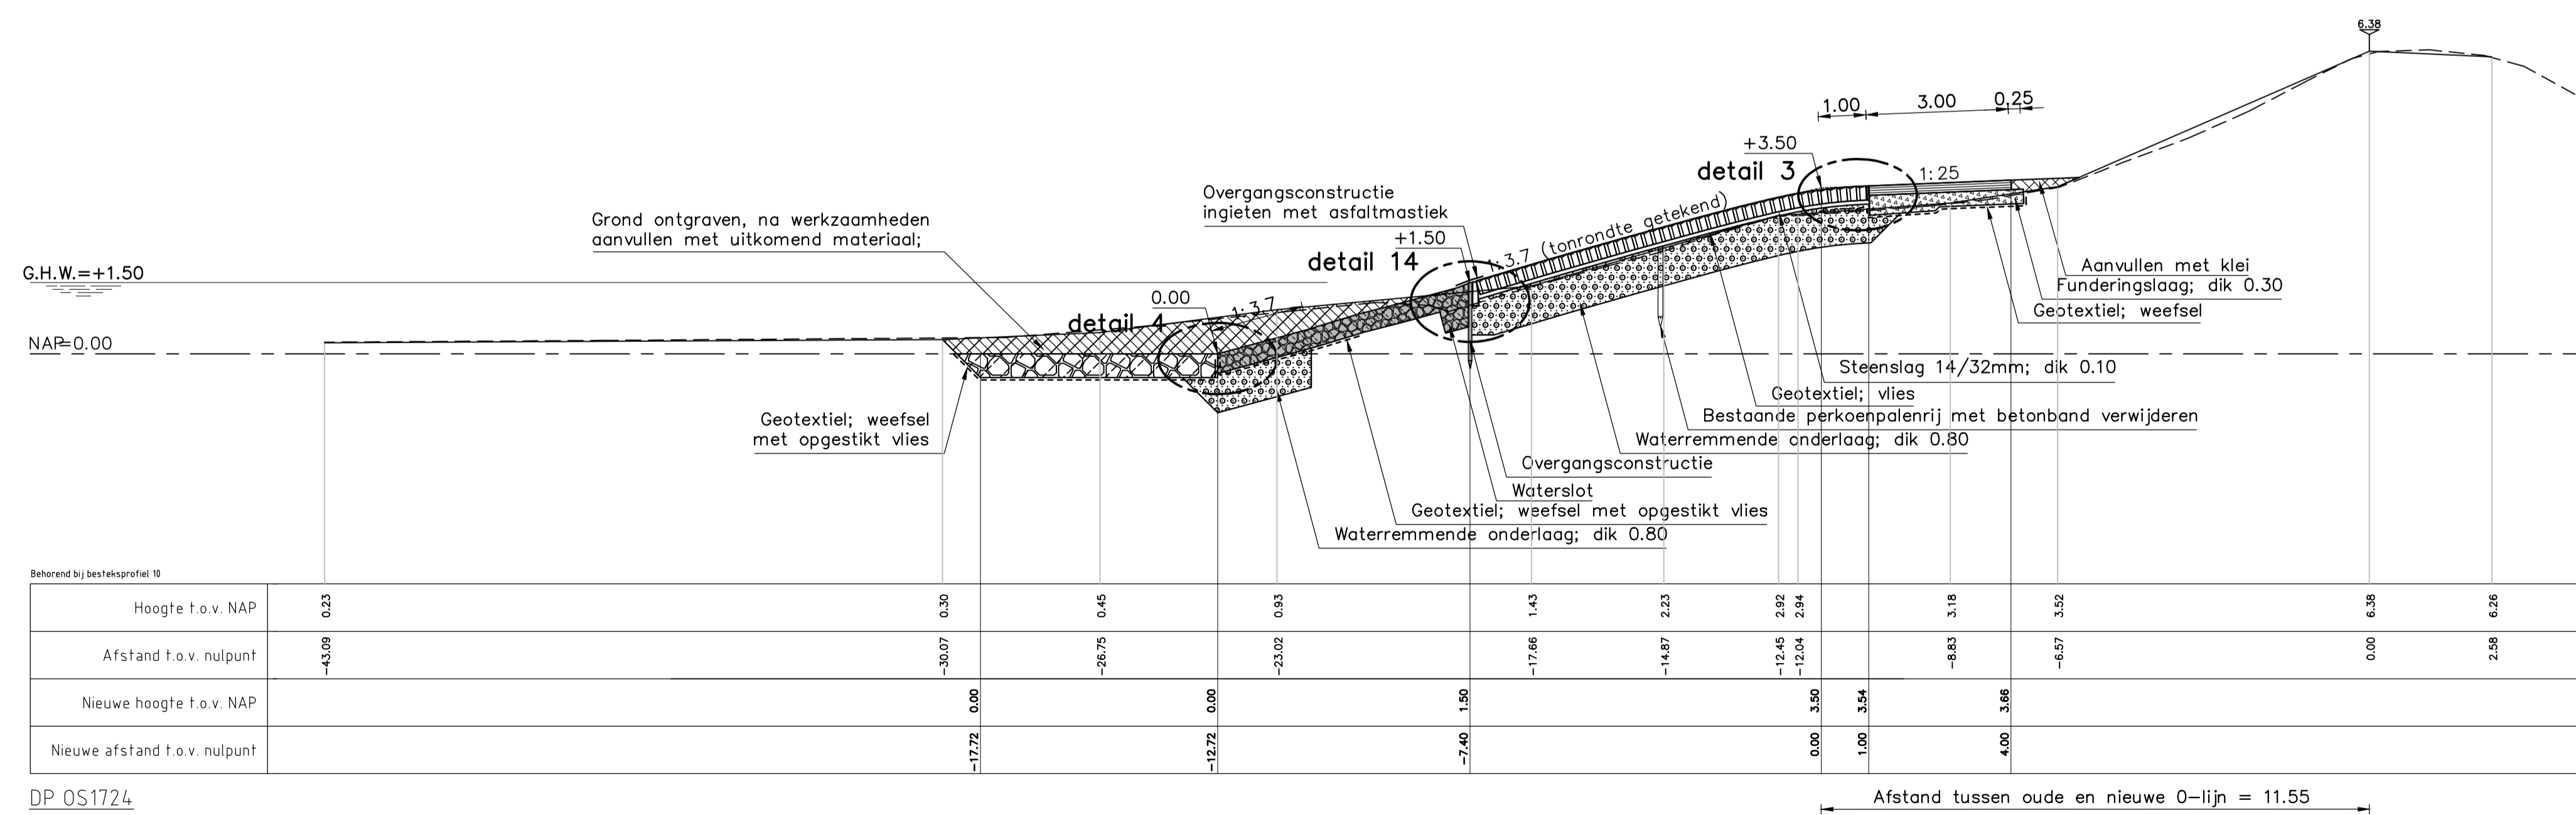 6.38
1.00
3.00
0,25
+3.50
detail 3
1:25
Overgangsconstructie
ingieten met asfaltmastiek
+1.50
detail 14
1:3.7 (tonrondte getekend)
Grond ontgraven, na werkzaamheden
aanvullen met uitkomend materiaal;
G.H.W.=+1.50
0.00
1:3.7
detail 4
NAP=0.00
Aanvullen met klei
Funderingslaag; dik 0.30
Geotextiel; weefsel
Steenslag 14/32mm; dik 0.10
Geotextiel; vlies
Bestaande perkoenpalenrij met betonband verwijderen
Waterremmende onderlaag; dik 0.80
Geotextiel; weefsel
met opgestikt vlies
Overgangsconstructie
Waterslot
Geotextiel; weefsel met opgestikt vlies
Waterremmende onderlaag; dik 0.80
Behorend bij besteksprofiel 10
Hoogte t.o.v. NAP 0.23 0.30 0.45 0.93 1.43 2.23 2.92 2.94 3.18 3.52 6.38 6.26
Afstand t.o.v. nulpunt -43.09 -30.07 -26.75 -23.02 -17.66 -14.87 -12.45 -12.04 -8.83 -6.57 0.00 2.58
Nieuwe hoogte t.o.v. NAP 0.00 0.00 1.50 3.50 3.54 3.66
Nieuwe afstand t.o.v. nulpunt -17.72 -12.72 -7.40 0.00 1.00 4.00
DP OS1724
Afstand tussen oude en nieuwe 0-lijn = 11.55